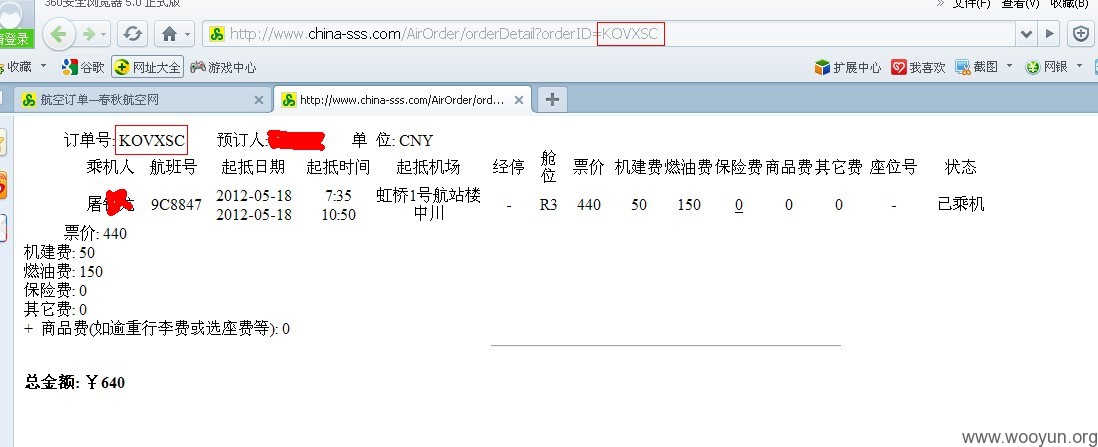 360安全浏览器 5.0 正式版
文件(F) 查看(V) 收藏(B)
登录
http://www.china-sss.com/AirOrder/orderDetail?orderID=KOVXSC
收藏 谷歌 网址大全 游戏中心 扩展中心 我喜欢 截图 网银
航空订单—春秋航空网 http://www.china-sss.com/AirOrder/ord...
订单号: KOVXSC 预订人: 单 位: CNY
乘机人 航班号 起抵日期 起抵时间 起抵机场 经停 舱位 票价 机建费 燃油费 保险费 商品费 其它费 座位号 状态
屠 9C8847 2012-05-18 7:35 虹桥1号航站楼 - R3 440 50 150 0 0 0 - 已乘机
2012-05-18 10:50 中川
票价: 440
机建费: 50
燃油费: 150
保险费: 0
其它费: 0
+ 商品费(如逾重行李费或选座费等): 0
总金额: ￥640
www.wooyun.org